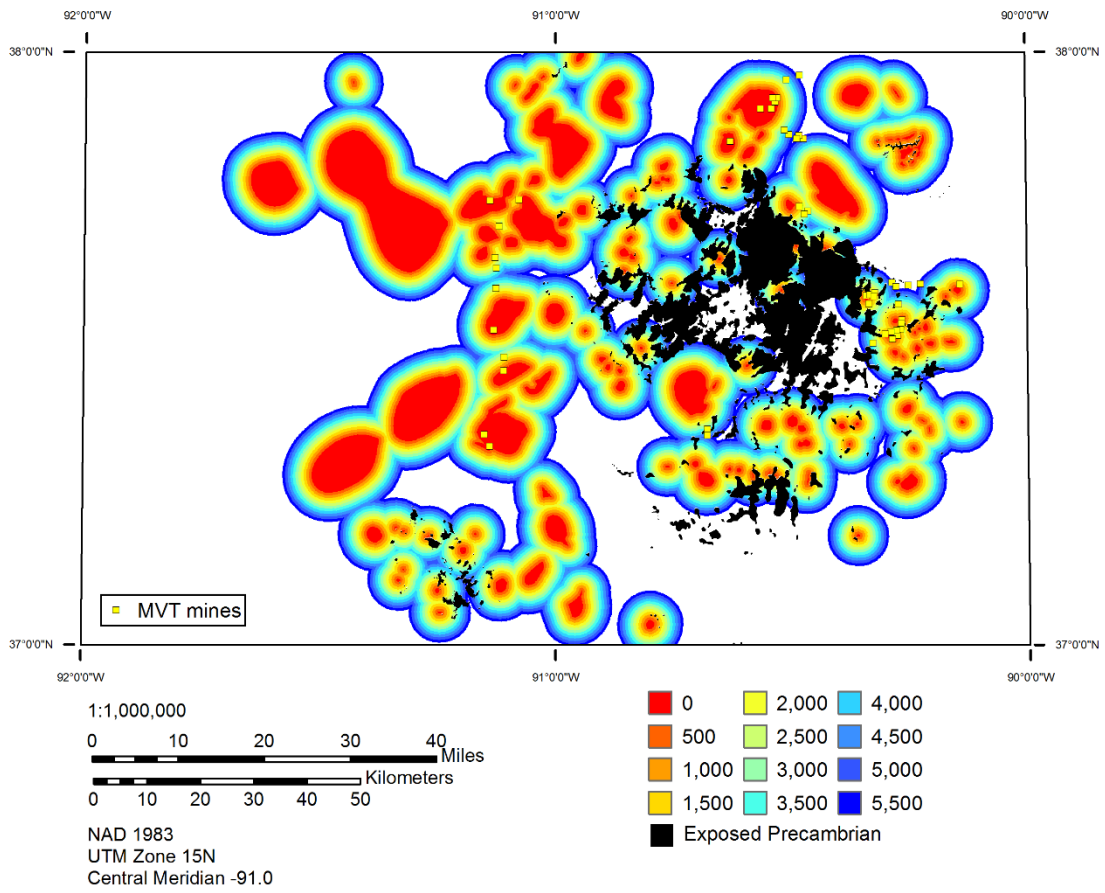 92°0'0"W 91°0'0"W 90°0'0"W
38°0'0"N 38°0'0"N
MVT mines
37°0'0"N 37°0'0"N
92°0'0"W 91°0'0"W 90°0'0"W
1:1,000,000
0 10 20 30 40 Miles
0 10 20 30 40 50 Kilometers
NAD 1983
UTM Zone 15N
Central Meridian -91.0
0 2,000 4,000
500 2,500 4,500
1,000 3,000 5,000
1,500 3,500 5,500
Exposed Precambrian